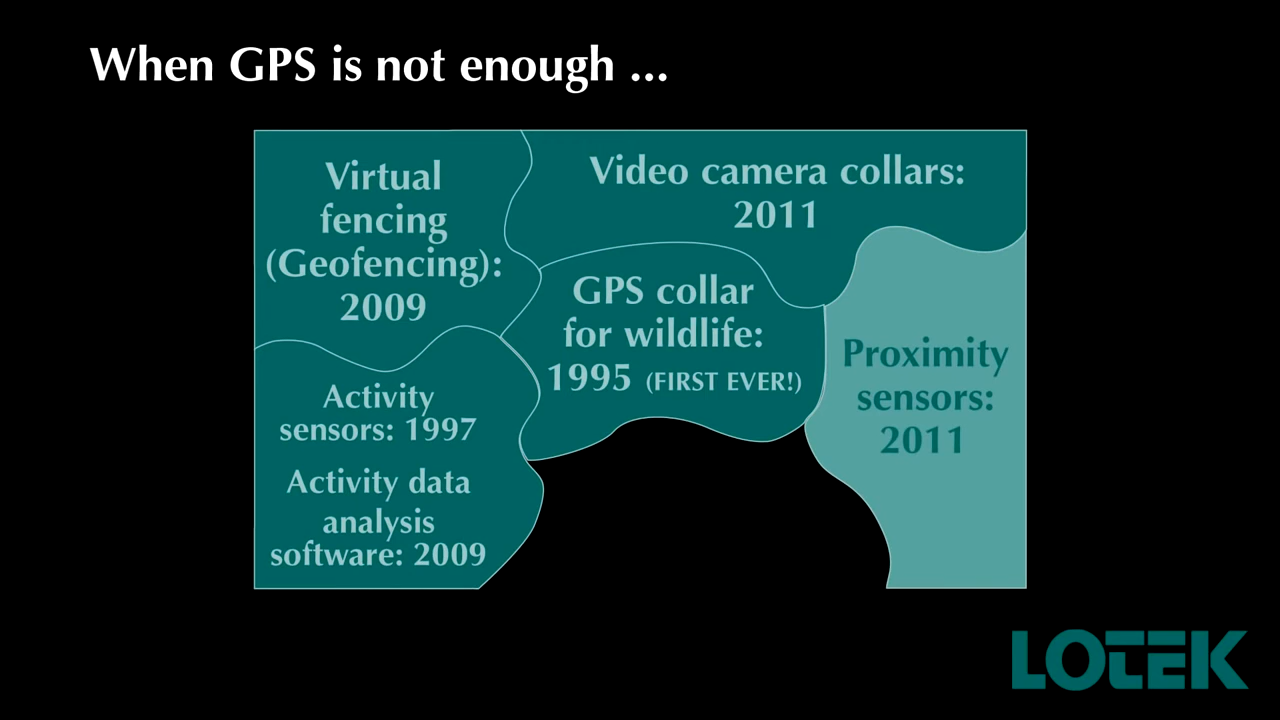 When GPS is not enough ...
Virtual
fencing
(Geofencing):
2009
Video camera collars:
2011
GPS collar
for wildlife:
1995 (FIRST EVER!)
Proximity
sensors:
2011
Activity
sensors: 1997
Activity data
analysis
software: 2009
LOTEK